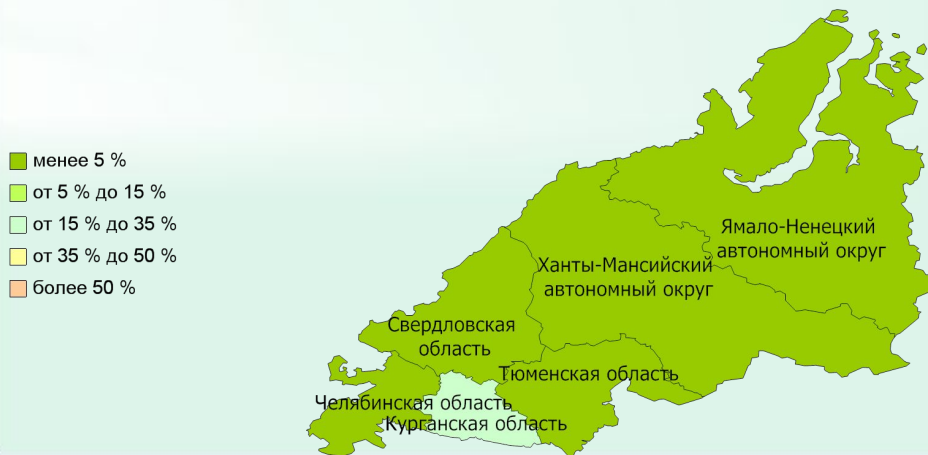 менее 5 %
от 5 % до 15 %
от 15 % до 35 %
от 35 % до 50 %
более 50 %
Ямало-Ненецкий
автономный округ
Ханты-Мансийский
автономный округ
Свердловская
область
Тюменская область
Челябинская область
Курганская область